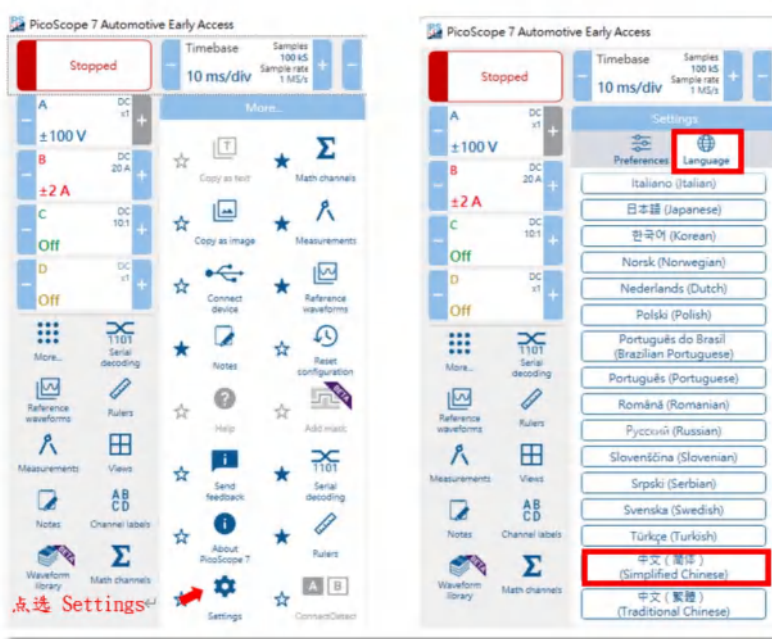 PicoScope 7 Automotive Early Access
Stopped
Timebase
10 ms/div
Samples
100 kS
Sample rate
1 MS/s
A
DC
x1
±100 V
B
DC
20 A
±2 A
C
DC
10:1
Off
D
DC
x1
Off
More...
Serial
decoding
Reference
waveforms
Rulers
Measurements
Views
Notes
Channel labels
Waveform
library
BETA
Math channels
点选 Settings
More...
Copy as text
Math channels
Copy as image
Measurements
Connect
device
Reference
waveforms
Notes
Reset
configuration
Help
Add mask
BETA
Send
feedback
Serial
decoding
About
PicoScope 7
Rulers
Settings
ConnectDetect
PicoScope 7 Automotive Early Access
Stopped
Timebase
10 ms/div
Samples
100 kS
Sample rate
1 MS/s
A
DC
x1
±100 V
B
DC
20 A
±2 A
C
DC
10:1
Off
D
DC
x1
Off
More...
Serial
decoding
Reference
waveforms
Rulers
Measurements
Views
Notes
Channel labels
Waveform
library
BETA
Math channels
Settings
Preferences
Language
Italiano (Italian)
日本語 (Japanese)
한국어 (Korean)
Norsk (Norwegian)
Nederlands (Dutch)
Polski (Polish)
Português do Brasil
(Brazilian Portuguese)
Português (Portuguese)
Română (Romanian)
Русский (Russian)
Slovenščina (Slovenian)
Srpski (Serbian)
Svenska (Swedish)
Türkçe (Turkish)
中文 ( 简体 )
(Simplified Chinese)
中文 ( 繁體 )
(Traditional Chinese)